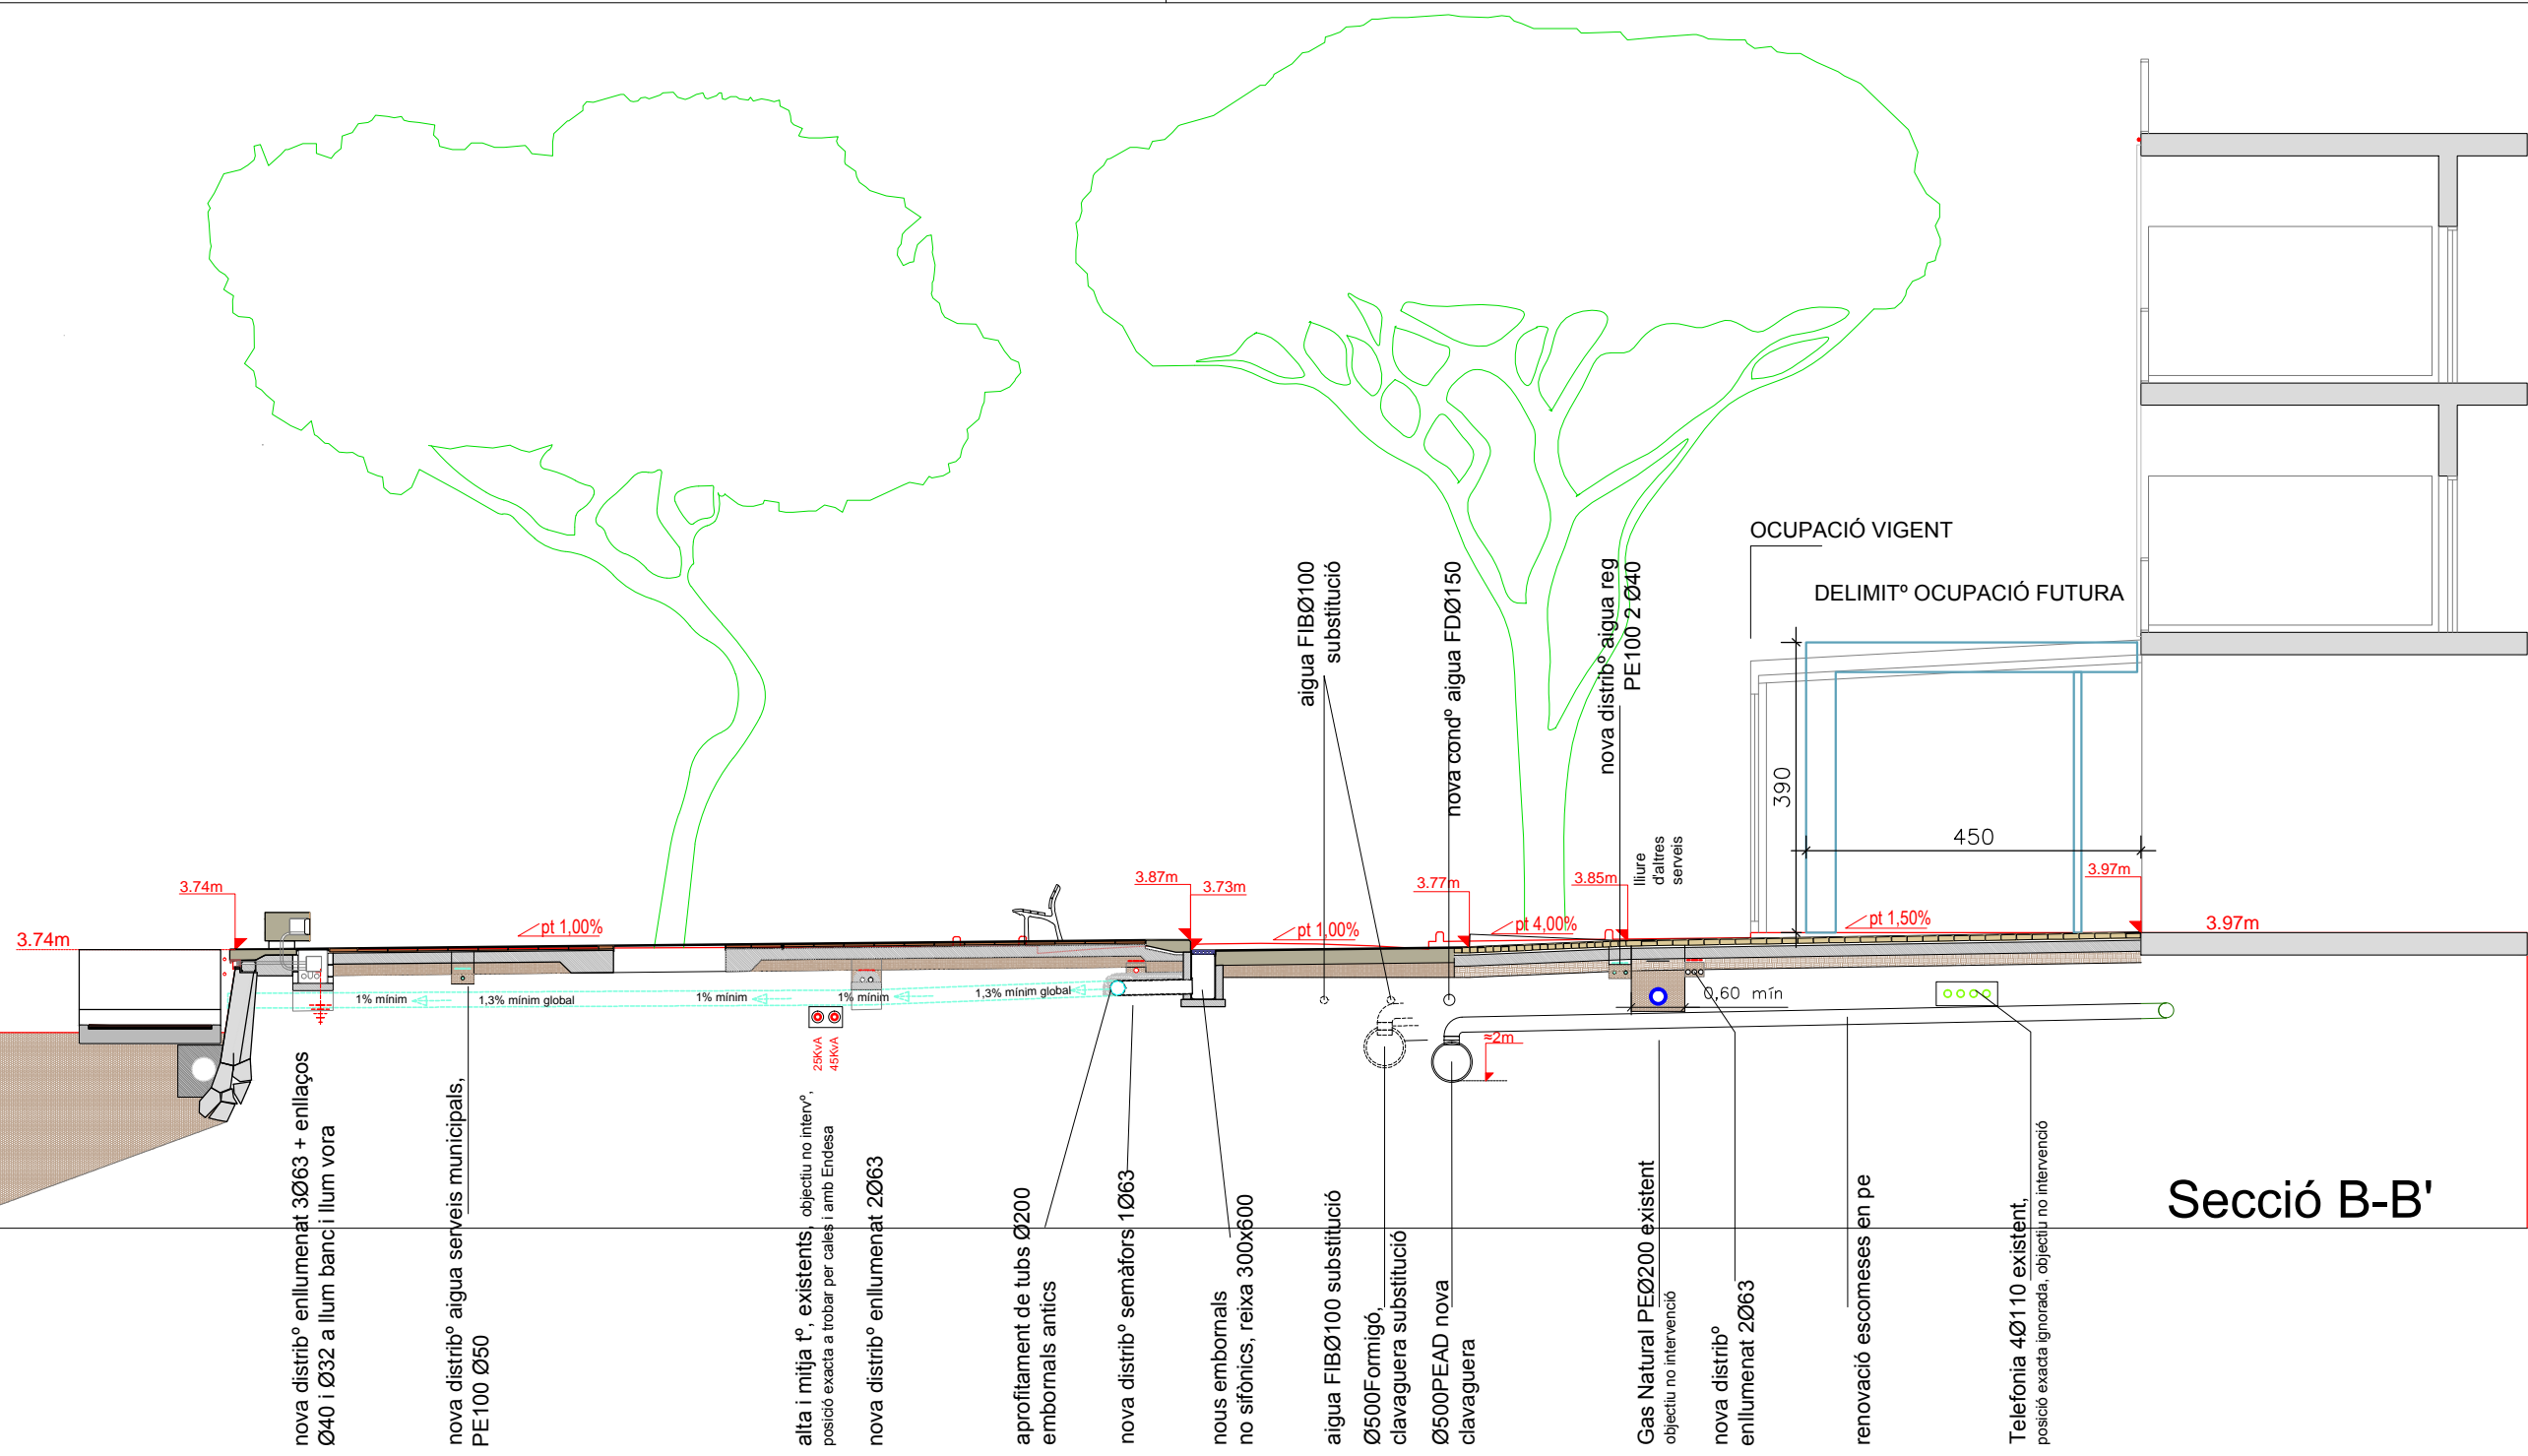 OCUPACIÓ VIGENT
DELIMITº OCUPACIÓ FUTURA
aigua FIBØ100
substitució
nova condº aigua FDØ150
nova distribº aigua reg
PE100 2 Ø40
lliure
d'altres
serveis
390
450
3.74m
3.74m
pt 1,00%
3.87m
3.73m
pt 1,00%
3.77m
pt 4,00%
3.85m
pt 1,50%
3.97m
3.97m
1% mínim
1,3% mínim global
1% mínim
1% mínim
1,3% mínim global
0,60 mín
≈2m
25KvA
45KvA
nova distribº enllumenat 3Ø63 + enllaços
Ø40 i Ø32 a llum banc i llum vora
nova distribº aigua serveis municipals,
PE100 Ø50
alta i mitja tº, existents, objectiu no intervº,
posició exacta a trobar per cales i amb Endesa
nova distribº enllumenat 2Ø63
aprofitament de tubs Ø200
embornals antics
nova distribº semàfors 1Ø63
nous embornals
no sifònics, reixa 300x600
aigua FIBØ100 substitució
Ø500Formigó,
clavaguera substitució
Ø500PEAD nova
clavaguera
Gas Natural PEØ200 existent
objectiu no intervenció
nova distribº
enllumenat 2Ø63
renovació escomeses en pe
Telefonia 4Ø110 existent,
posició exacta ignorada, objectiu no intervenció
Secció B-B'